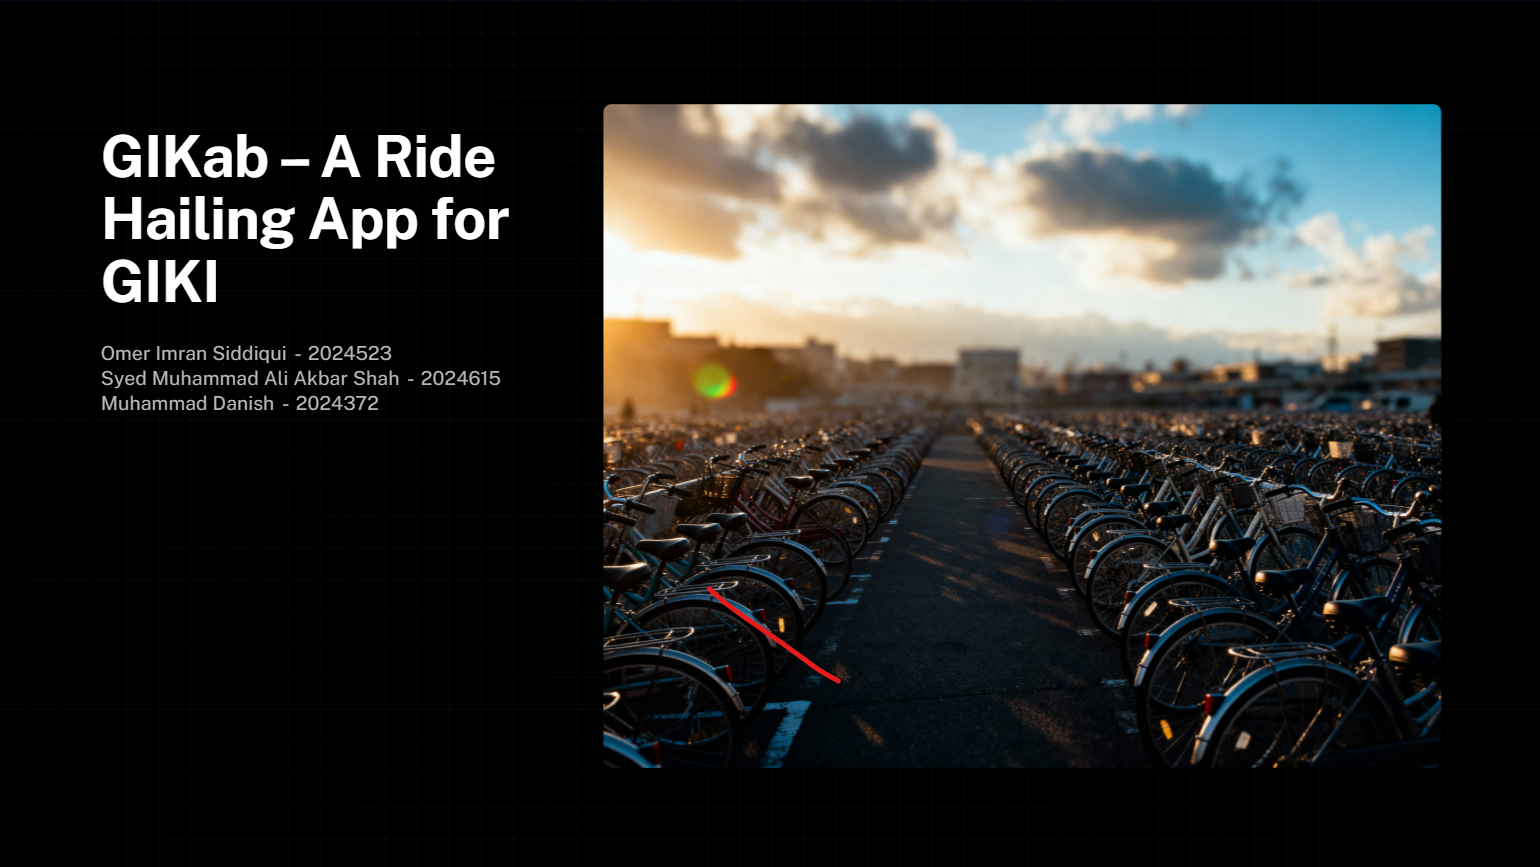 GIKab – A Ride
Hailing App for
GIKI
Omer Imran Siddiqui - 2024523
Syed Muhammad Ali Akbar Shah - 2024615
Muhammad Danish - 2024372